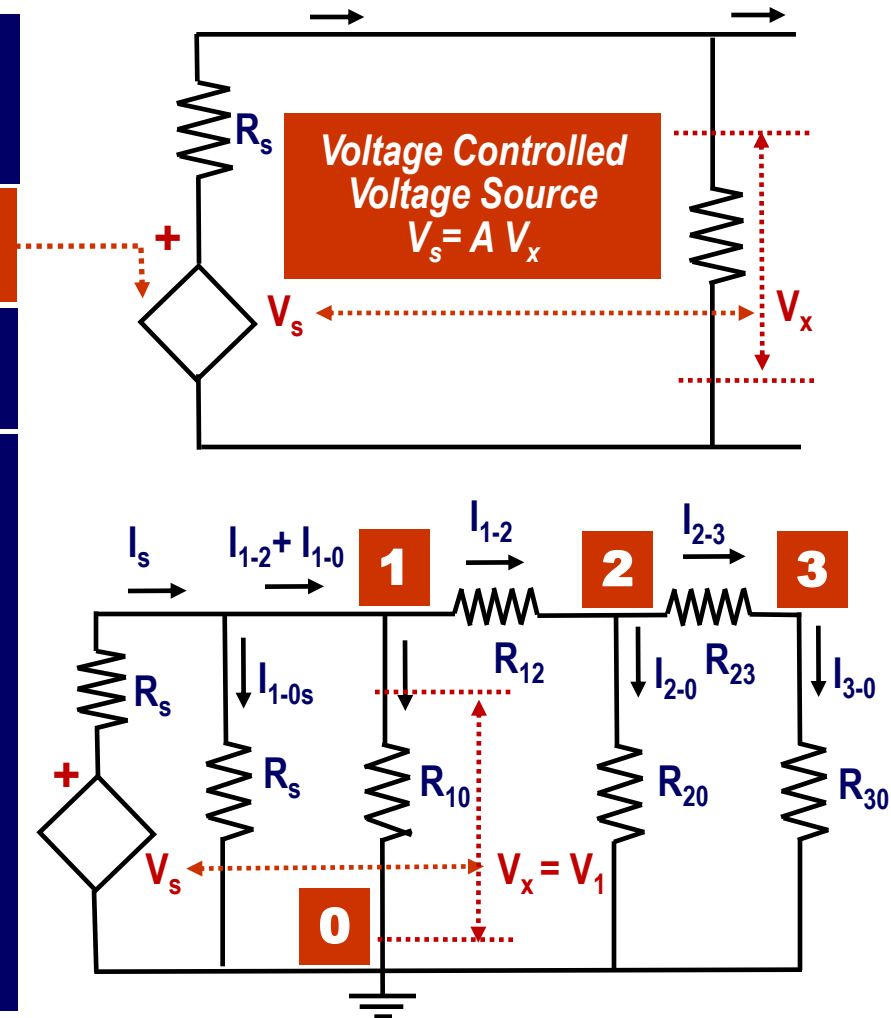 Rs
Voltage Controlled
Voltage Source
Vs= A Vx
+
Vs
Vx
Is
I1-2+ I1-0
1
I1-2
2
I2-3
3
Rs
I1-0s
R12
I2-0
R23
I3-0
+
Rs
R10
R20
R30
Vs
Vx = V1
0